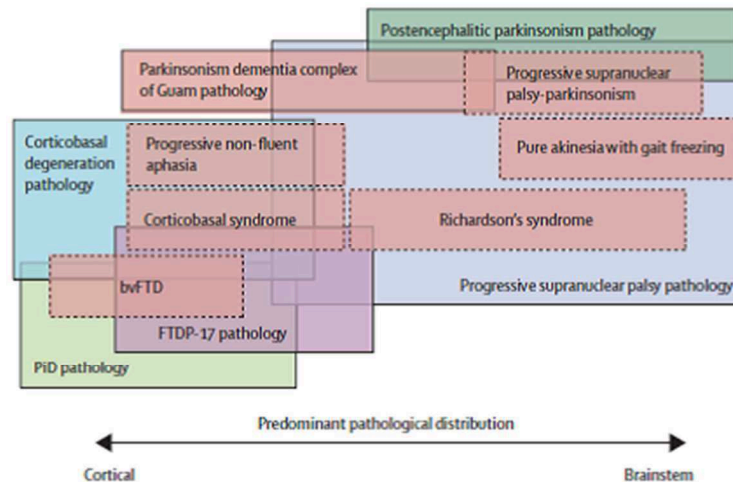 Postencephalitic parkinsonism pathology
Parkinsonism dementia complex
of Guam pathology
Progressive supranuclear
palsy-parkinsonism
Corticobasal
degeneration
pathology
Progressive non-fluent
aphasia
Pure akinesia with gait freezing
Corticobasal syndrome
Richardson's syndrome
bvFTD
Progressive supranuclear palsy pathology
FTDP-17 pathology
PiD pathology
Predominant pathological distribution
Cortical
Brainstem